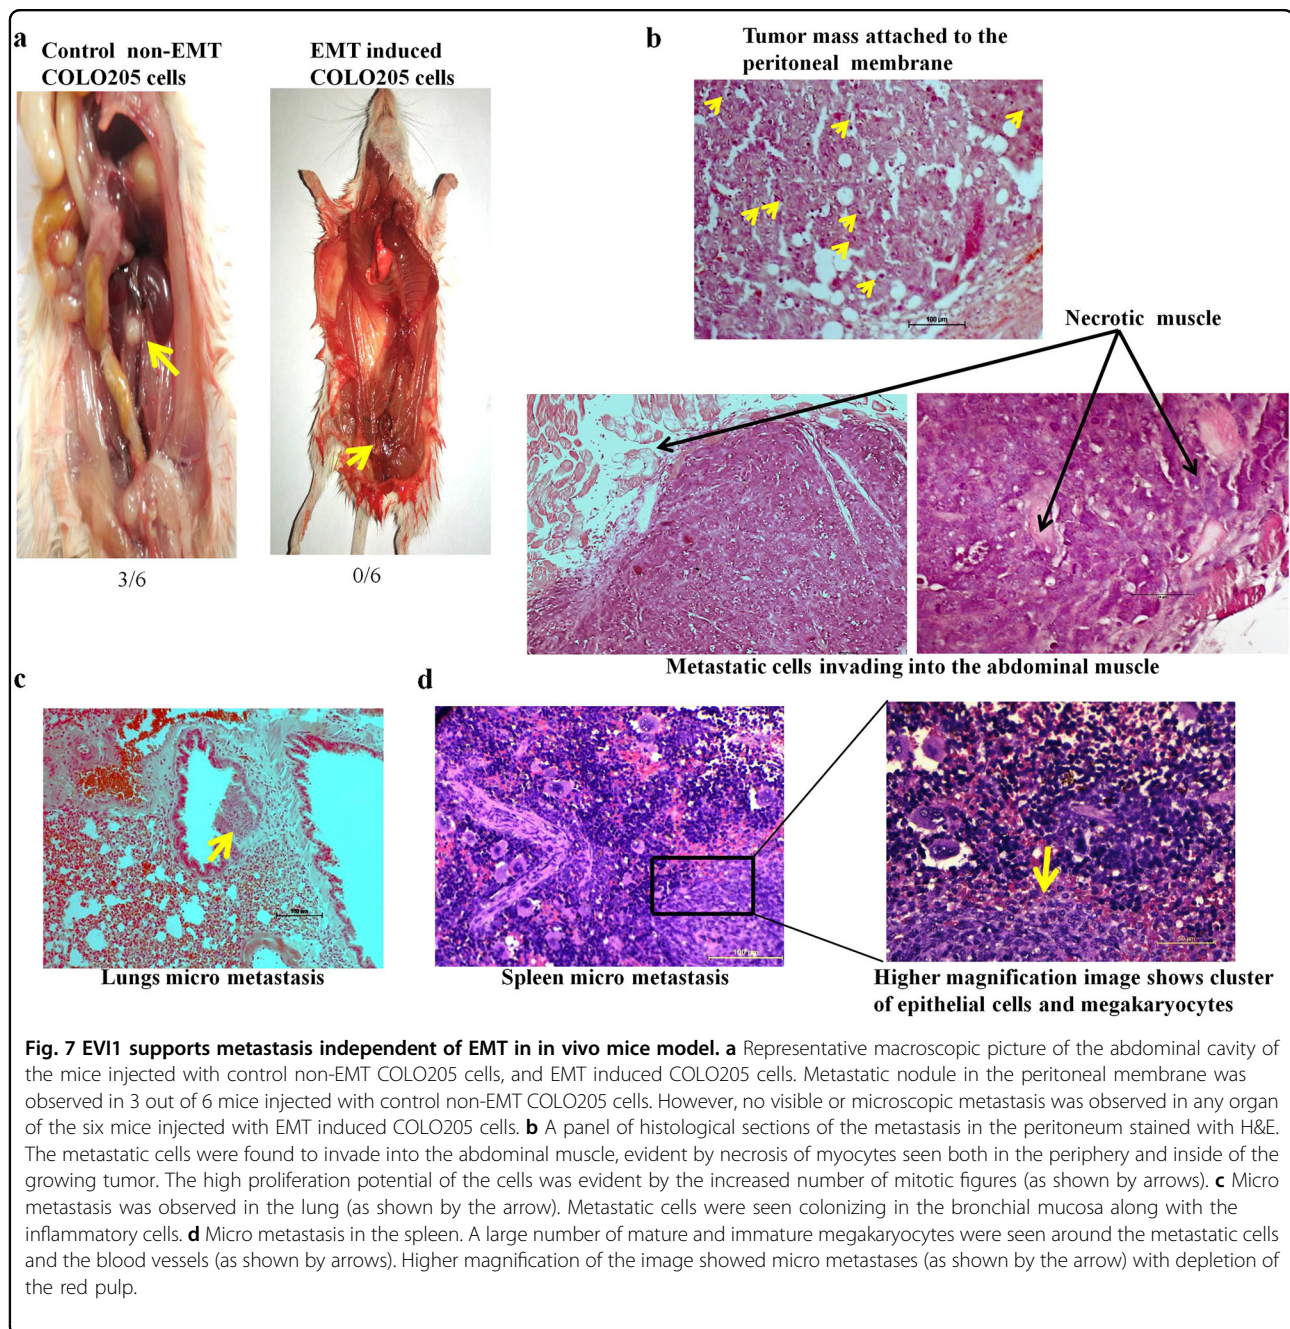 a
Control non-EMT
COLO205 cells
EMT induced
COLO205 cells
3/6
0/6
b
Tumor mass attached to the
peritoneal membrane
100 µm
Necrotic muscle
Metastatic cells invading into the abdominal muscle
c
100 µm
Lungs micro metastasis
d
100 µm
Spleen micro metastasis
50 µm
Higher magnification image shows cluster
of epithelial cells and megakaryocytes
Fig. 7 EVI1 supports metastasis independent of EMT in in vivo mice model. a Representative macroscopic picture of the abdominal cavity of
the mice injected with control non-EMT COLO205 cells, and EMT induced COLO205 cells. Metastatic nodule in the peritoneal membrane was
observed in 3 out of 6 mice injected with control non-EMT COLO205 cells. However, no visible or microscopic metastasis was observed in any organ
of the six mice injected with EMT induced COLO205 cells. b A panel of histological sections of the metastasis in the peritoneum stained with H&E.
The metastatic cells were found to invade into the abdominal muscle, evident by necrosis of myocytes seen both in the periphery and inside of the
growing tumor. The high proliferation potential of the cells was evident by the increased number of mitotic figures (as shown by arrows). c Micro
metastasis was observed in the lung (as shown by the arrow). Metastatic cells were seen colonizing in the bronchial mucosa along with the
inflammatory cells. d Micro metastasis in the spleen. A large number of mature and immature megakaryocytes were seen around the metastatic cells
and the blood vessels (as shown by arrows). Higher magnification of the image showed micro metastases (as shown by the arrow) with depletion of
the red pulp.